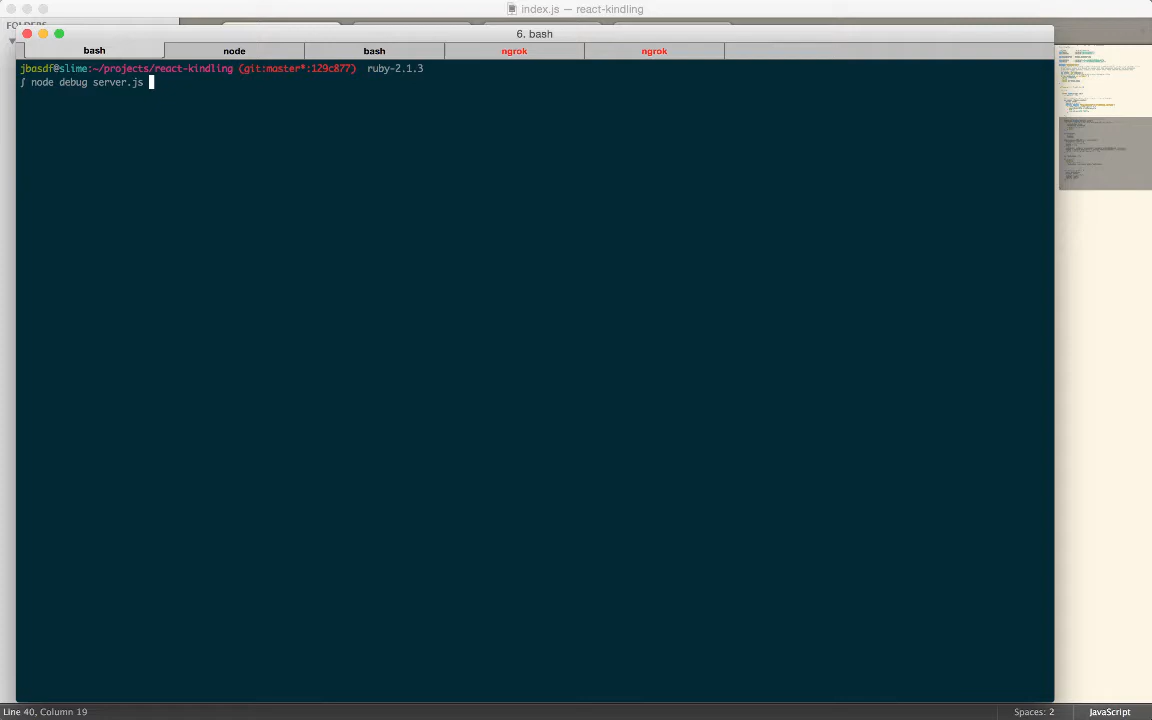 index.js — react-kindling
FOLDERS
6. bash
bash node bash ngrok ngrok
jbasdf@slime:~/projects/react-kindling (git:master*:129c877) ruby-2.1.3
ʃ node debug server.js
Line 40, Column 19 Spaces: 2 JavaScript